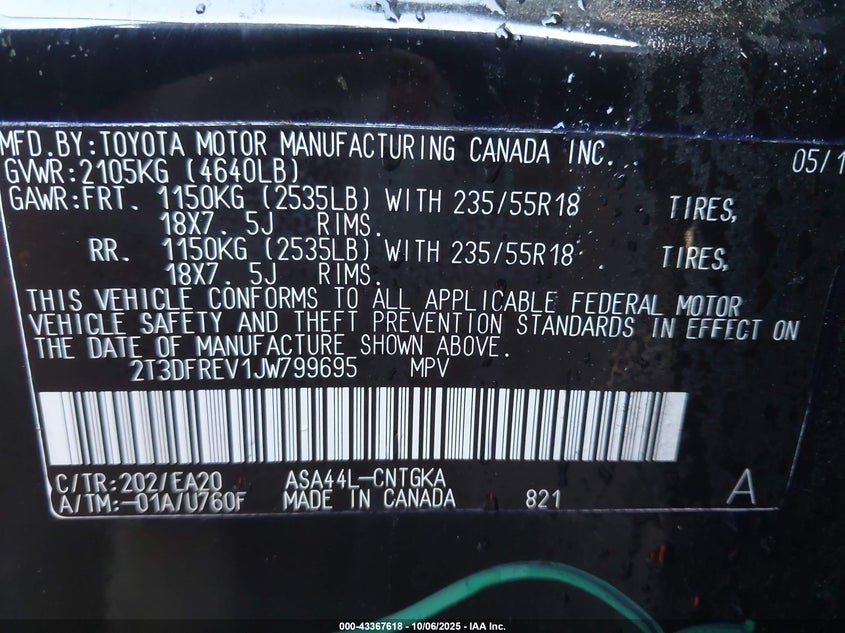 MFD.BY:TOYOTA MOTOR MANUFACTURING CANADA INC. 05/1
GVWR:2105KG (4640LB)
GAWR:FRT. 1150KG (2535LB) WITH 235/55R18 TIRES,
18X7.5J RIMS.
RR. 1150KG (2535LB) WITH 235/55R18 TIRES,
18X7.5J RIMS.
THIS VEHICLE CONFORMS TO ALL APPLICABLE FEDERAL MOTOR
VEHICLE SAFETY AND THEFT PREVENTION STANDARDS IN EFFECT ON
THE DATE OF MANUFACTURE SHOWN ABOVE.
2T3DFREV1JW799695 MPV
C/TR:202/EA20 ASA44L-CNTGKA
A/TM:-01A/U760F MADE IN CANADA 821 A
000-43367618 - 10/06/2025 - IAA Inc.